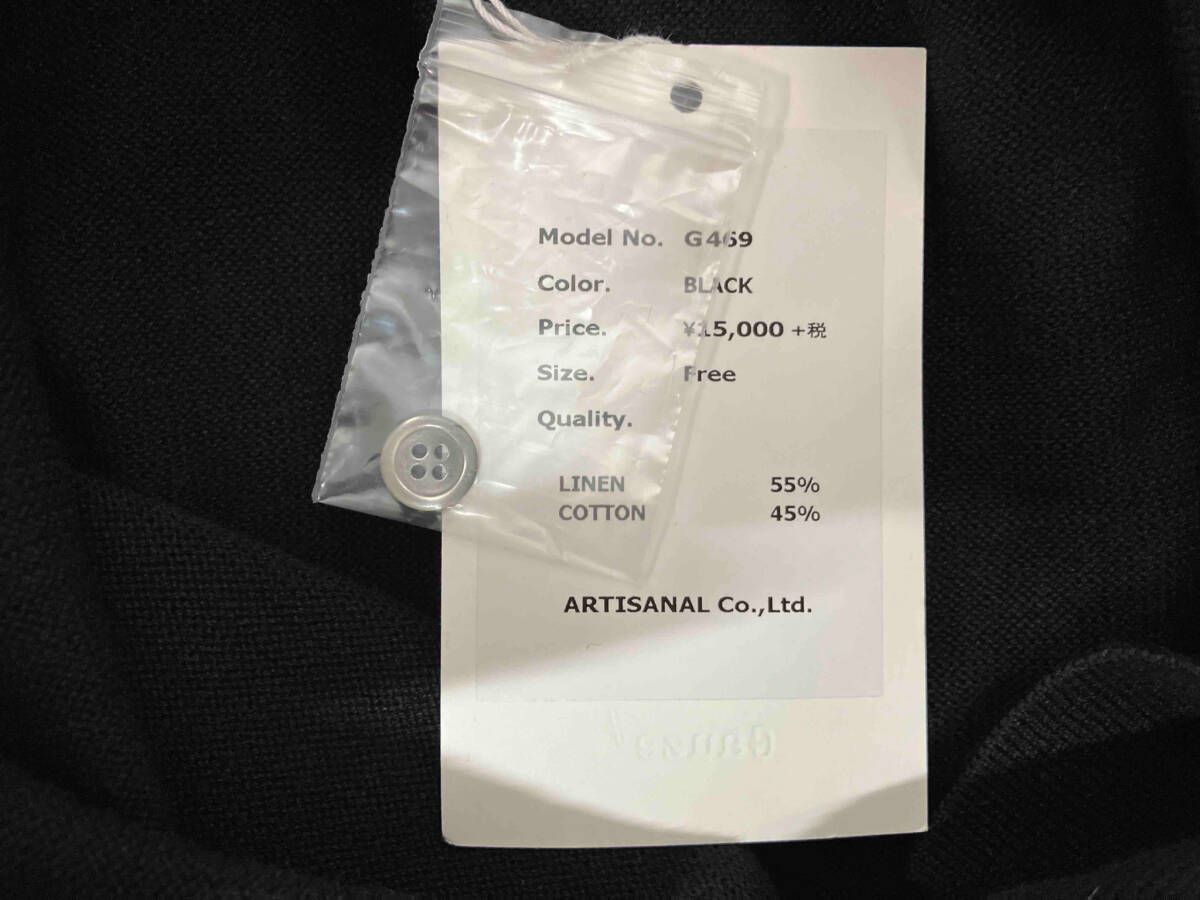 Model No. G469
Color. BLACK
Price. ¥15,000 +税
Size. Free
Quality.
LINEN 55%
COTTON 45%
ARTISANAL Co.,Ltd.